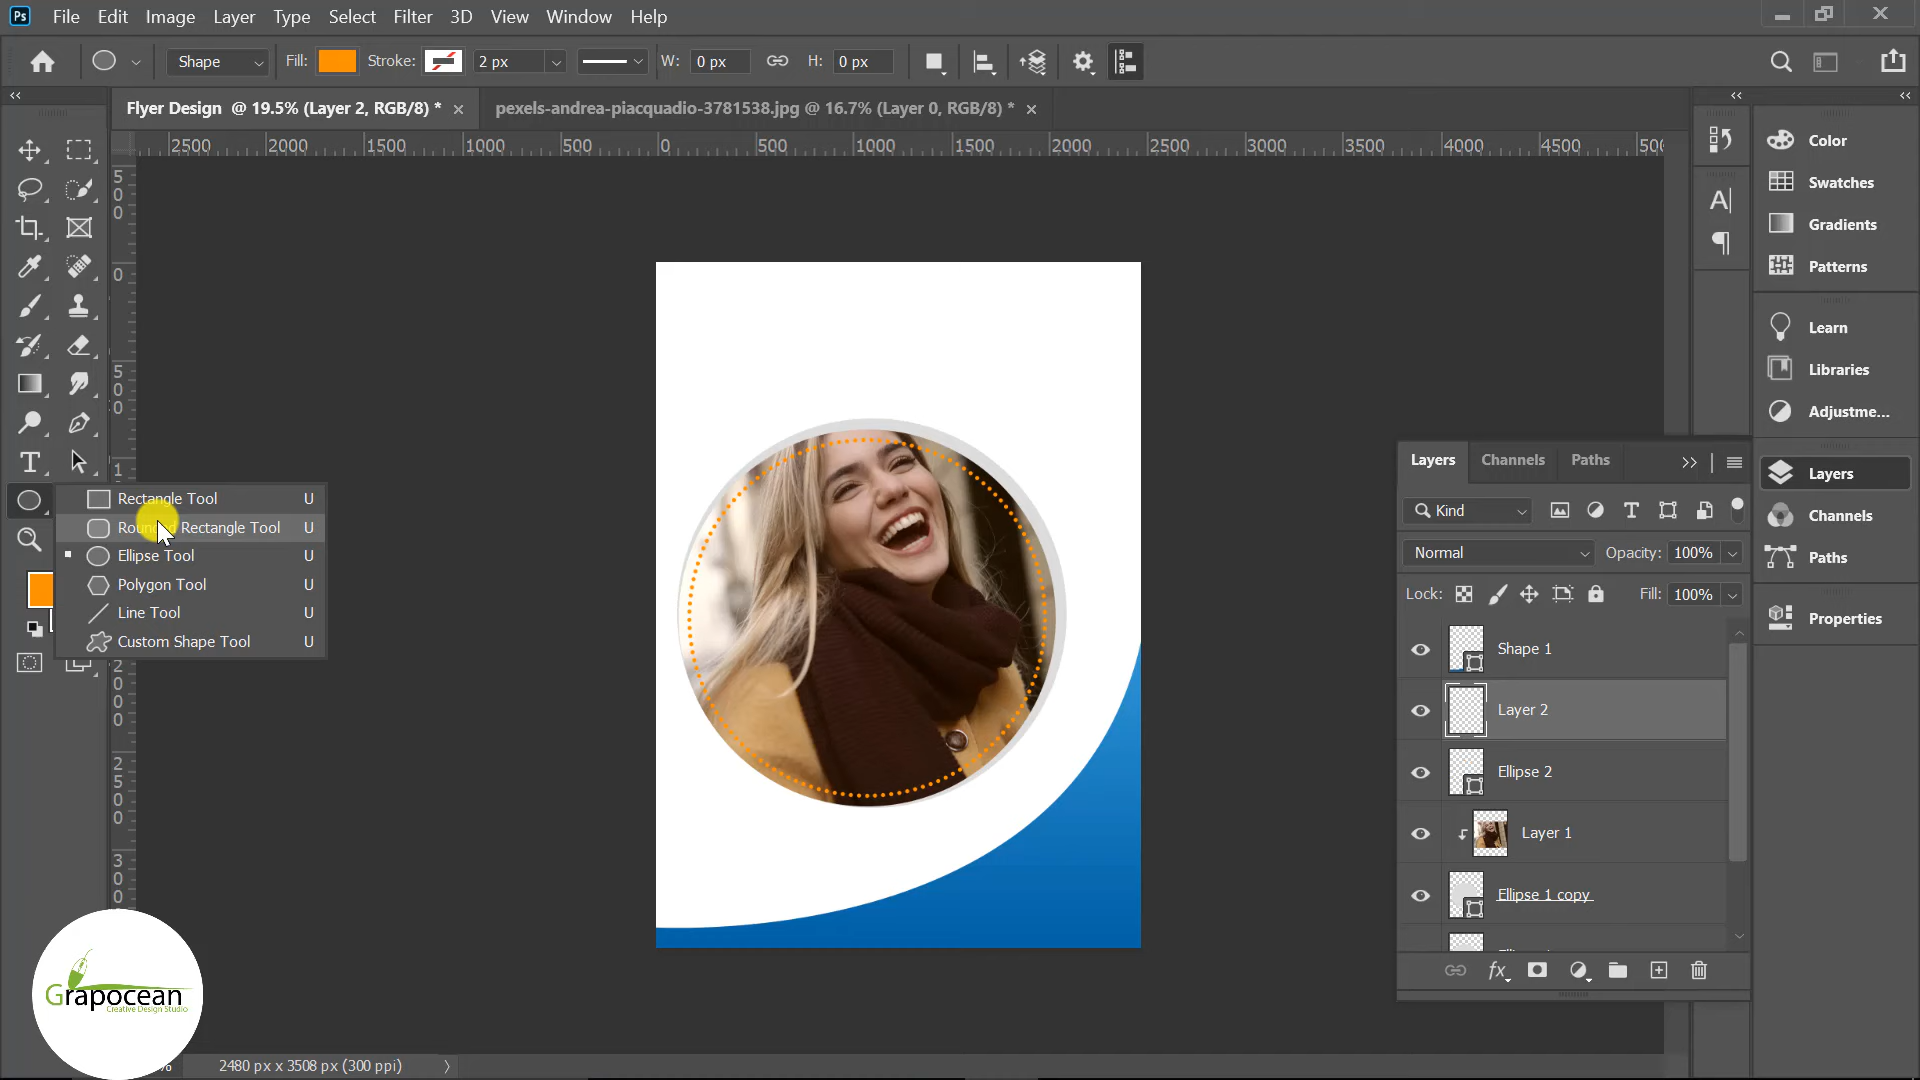 Ps File Edit Image Layer Type Select Filter 3D View Window Help
Shape Fill: Stroke: 2 px W: 0 px H: 0 px
Flyer Design @ 19.5% (Layer 2, RGB/8) * pexels-andrea-piacquadio-3781538.jpg @ 16.7% (Layer 0, RGB/8) *
2500 2000 1500 1000 500 0 500 1000 1500 2000 2500 3000 3500 4000 4500
Color
Swatches
Gradients
Patterns
Learn
Libraries
Adjustme...
Layers
Channels
Paths
Properties
Rectangle Tool U
Rounded Rectangle Tool U
Ellipse Tool U
Polygon Tool U
Line Tool U
Custom Shape Tool U
Layers Channels Paths
Kind
Normal Opacity: 100%
Lock: Fill: 100%
Shape 1
Layer 2
Ellipse 2
Layer 1
Ellipse 1 copy
fx
Grapocean
Creative Design Studio
2480 px x 3508 px (300 ppi)